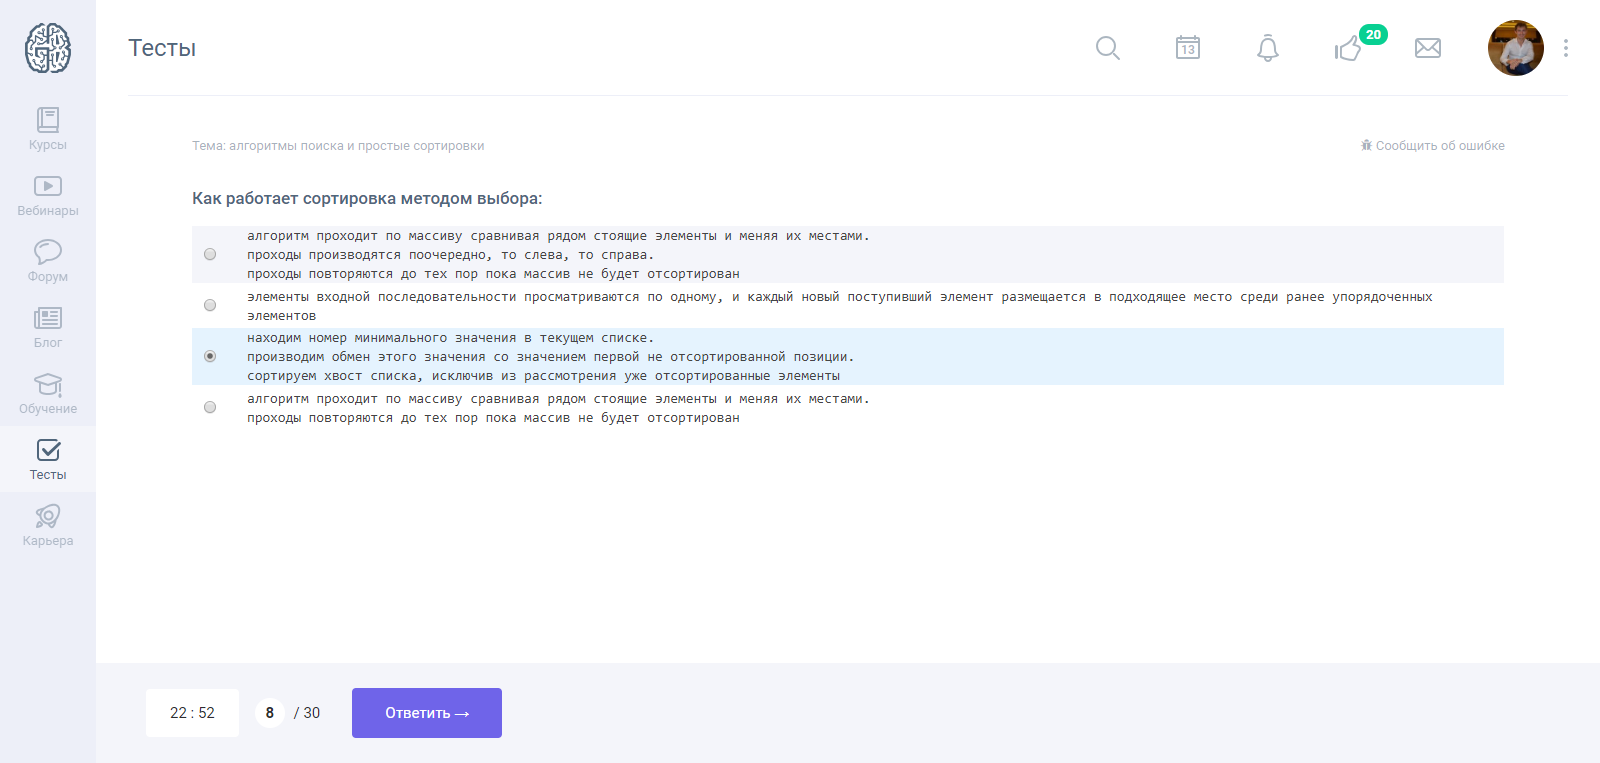 Тесты
13
20
Курсы
Вебинары
Форум
Блог
Обучение
Тесты
Карьера
Тема: алгоритмы поиска и простые сортировки
Сообщить об ошибке
Как работает сортировка методом выбора:
алгоритм проходит по массиву сравнивая рядом стоящие элементы и меняя их местами.
проходы производятся поочередно, то слева, то справа.
проходы повторяются до тех пор пока массив не будет отсортирован
элементы входной последовательности просматриваются по одному, и каждый новый поступивший элемент размещается в подходящее место среди ранее упорядоченных
элементов
находим номер минимального значения в текущем списке.
производим обмен этого значения со значением первой не отсортированной позиции.
сортируем хвост списка, исключив из рассмотрения уже отсортированные элементы
алгоритм проходит по массиву сравнивая рядом стоящие элементы и меняя их местами.
проходы повторяются до тех пор пока массив не будет отсортирован
22 : 52
8 / 30
Ответить →